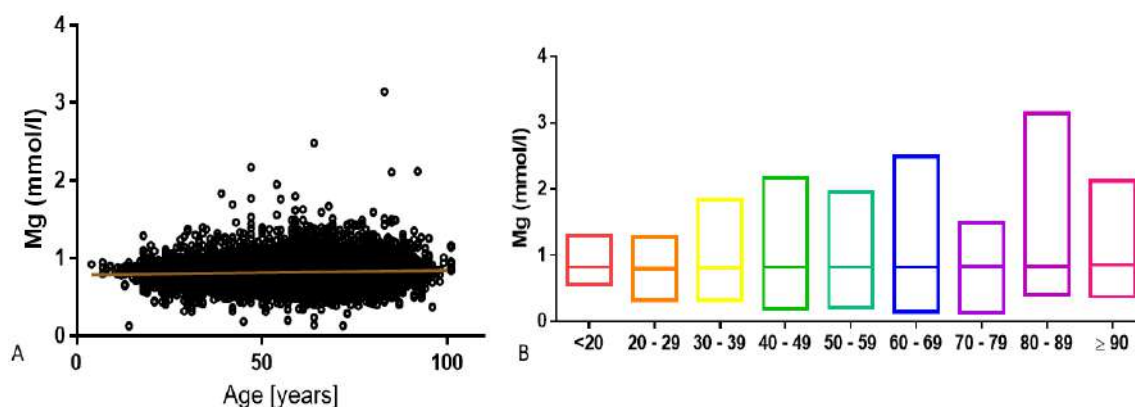 4
3
2
1
0
Mg (mmol/l)
0
50
100
Age [years]
A
4
3
2
1
0
Mg (mmol/l)
<20
20 - 29
30 - 39
40 - 49
50 - 59
60 - 69
70 - 79
80 - 89
≥ 90
B